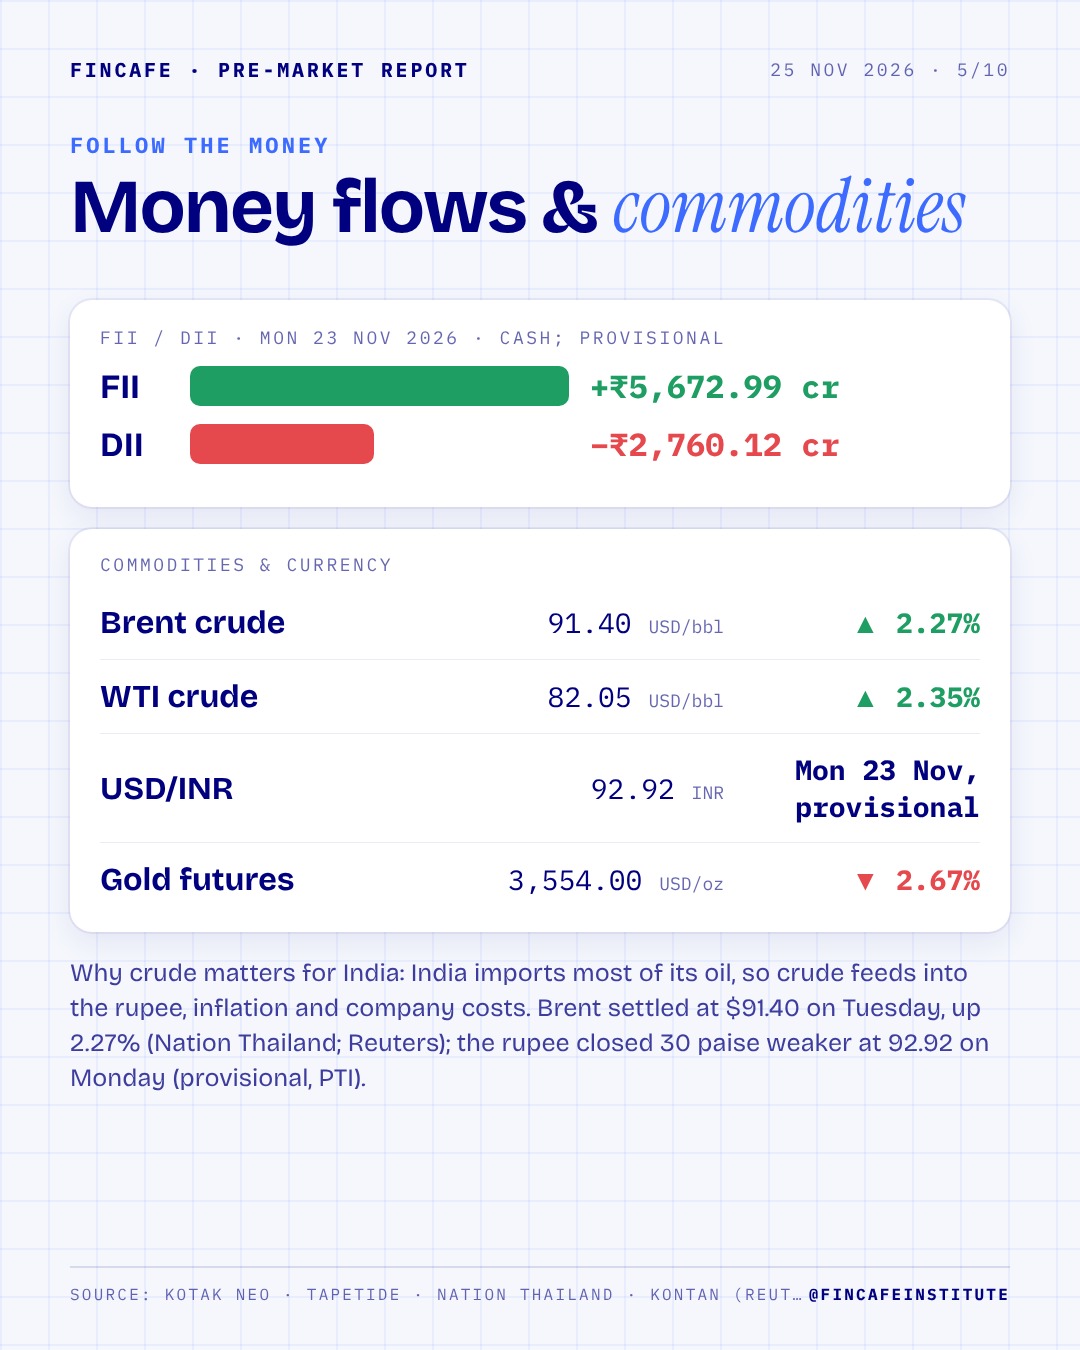 FINCAFE · PRE-MARKET REPORT
25 NOV 2026 · 5/10
FOLLOW THE MONEY
Money flows & commodities
FII / DII · MON 23 NOV 2026 · CASH; PROVISIONAL
FII +₹5,672.99 cr
DII −₹2,760.12 cr
COMMODITIES & CURRENCY
Brent crude 91.40 USD/bbl ▲ 2.27%
WTI crude 82.05 USD/bbl ▲ 2.35%
USD/INR 92.92 INR Mon 23 Nov,
provisional
Gold futures 3,554.00 USD/oz ▼ 2.67%
Why crude matters for India: India imports most of its oil, so crude feeds into
the rupee, inflation and company costs. Brent settled at $91.40 on Tuesday, up
2.27% (Nation Thailand; Reuters); the rupee closed 30 paise weaker at 92.92 on
Monday (provisional, PTI).
SOURCE: KOTAK NEO · TAPETIDE · NATION THAILAND · KONTAN (REUT… @FINCAFEINSTITUTE